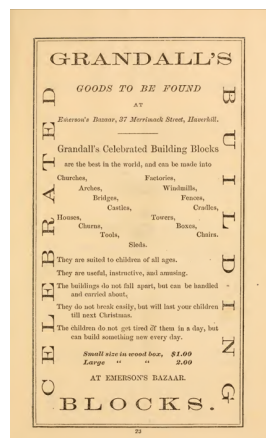 GRANDALL'S
CELEBRATED
BUILDING
GOODS TO BE FOUND
AT
Emerson's Bazaar, 37 Merrimack Street, Haverhill.
Grandall's Celebrated Building Blocks
are the best in the world, and can be made into
Churches, Factories,
Arches, Windmills,
Bridges, Fences,
Castles, Cradles,
Houses, Towers,
Churns, Boxes,
Tools, Chairs.
Sleds.
They are suited to children of all ages.
They are useful, instructive, and amusing.
The buildings do not fall apart, but can be handled
and carried about,
They do not break easily, but will last your children
till next Christmas.
The children do not get tired of them in a day, but
can build something new every day.
Small size in wood box, $1.00
Large " " 2.00
AT EMERSON'S BAZAAR.
BLOCKS.
22